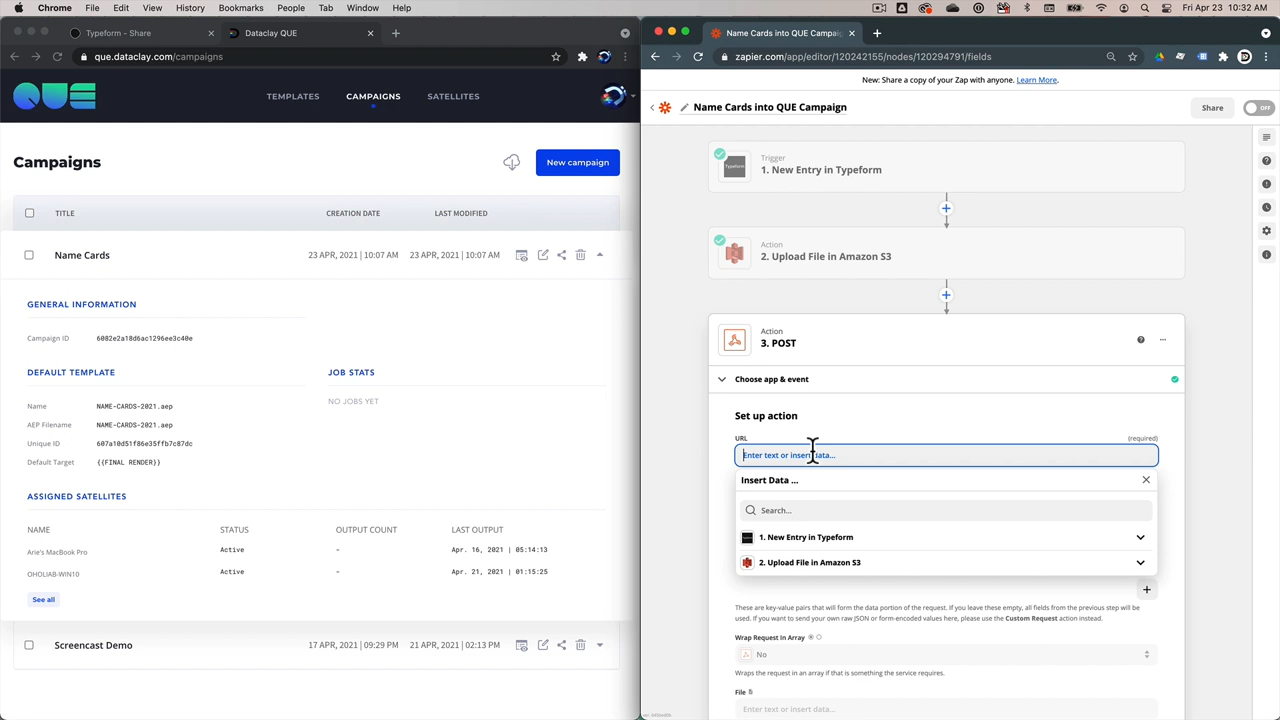 Chrome File Edit View History Bookmarks People Tab Window Help
Fri Apr 23 10:32 AM
Typeform - Share
Dataclay QUE
que.dataclay.com/campaigns
QUE
TEMPLATES CAMPAIGNS SATELLITES
Campaigns
New campaign
TITLE CREATION DATE LAST MODIFIED
Name Cards 23 APR, 2021 | 10:07 AM 23 APR, 2021 | 10:07 AM
GENERAL INFORMATION
Campaign ID 6082e2a18d6ac1296ee3c40e
DEFAULT TEMPLATE
Name NAME-CARDS-2021.aep
AEP Filename NAME-CARDS-2021.aep
Unique ID 607a10d51f86e35ffb7c87dc
Default Target {{FINAL RENDER}}
JOB STATS
NO JOBS YET
ASSIGNED SATELLITES
NAME STATUS OUTPUT COUNT LAST OUTPUT
Arie's MacBook Pro Active - Apr. 16, 2021 | 05:14:13
OHOLIAB-WIN10 Active - Apr. 21, 2021 | 01:15:25
See all
Screencast Demo 17 APR, 2021 | 09:29 PM 21 APR, 2021 | 02:13 PM
Name Cards into QUE Campai
zapier.com/app/editor/120242155/nodes/120294791/fields
New: Share a copy of your Zap with anyone. Learn More.
Name Cards into QUE Campaign
Share
OFF
Trigger
1. New Entry in Typeform
Typeform
Action
2. Upload File in Amazon S3
Action
3. POST
Choose app & event
Set up action
URL (required)
Enter text or insert data...
Insert Data ...
Search...
1. New Entry in Typeform
2. Upload File in Amazon S3
These are key-value pairs that will form the data portion of the request. If you leave these empty, all fields from the previous step will be
used. If you want to send your own raw JSON or form-encoded values here, please use the Custom Request action instead.
Wrap Request In Array
No
Wraps the request in an array if that is something the service requires.
File
Enter text or insert data...